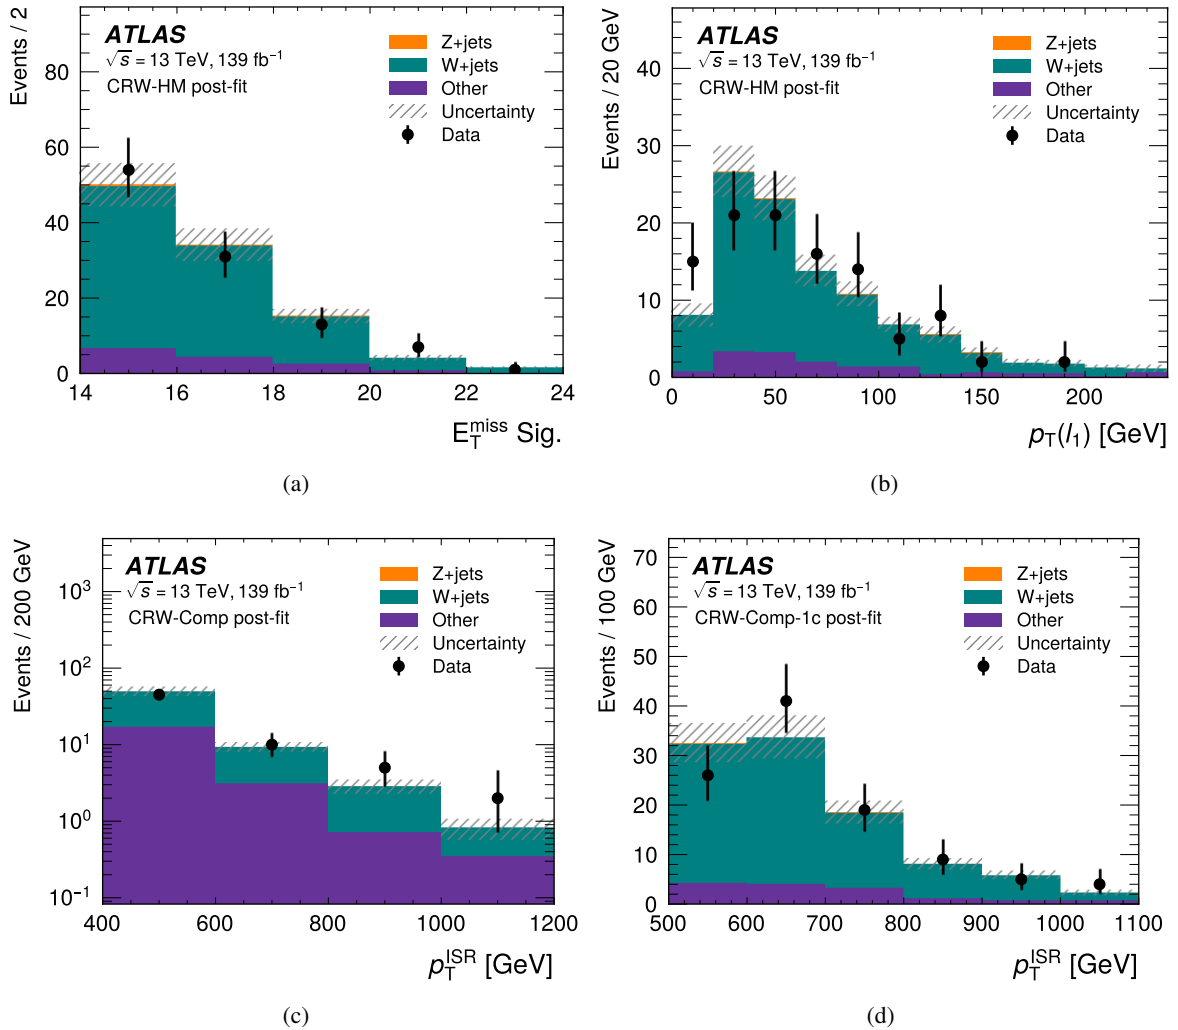 Events / 2
ATLAS
√s = 13 TeV, 139 fb⁻¹
CRW-HM post-fit
Z+jets
W+jets
Other
Uncertainty
Data
80
60
40
20
0
14 16 18 20 22 24
E_T^miss Sig.
(a)
Events / 20 GeV
ATLAS
√s = 13 TeV, 139 fb⁻¹
CRW-HM post-fit
Z+jets
W+jets
Other
Uncertainty
Data
40
30
20
10
0
0 50 100 150 200
p_T(l₁) [GeV]
(b)
Events / 200 GeV
ATLAS
√s = 13 TeV, 139 fb⁻¹
CRW-Comp post-fit
Z+jets
W+jets
Other
Uncertainty
Data
10³
10²
10¹
10⁰
10⁻¹
400 600 800 1000 1200
p_T^ISR [GeV]
(c)
Events / 100 GeV
ATLAS
√s = 13 TeV, 139 fb⁻¹
CRW-Comp-1c post-fit
Z+jets
W+jets
Other
Uncertainty
Data
70
60
50
40
30
20
10
0
500 600 700 800 900 1000 1100
p_T^ISR [GeV]
(d)